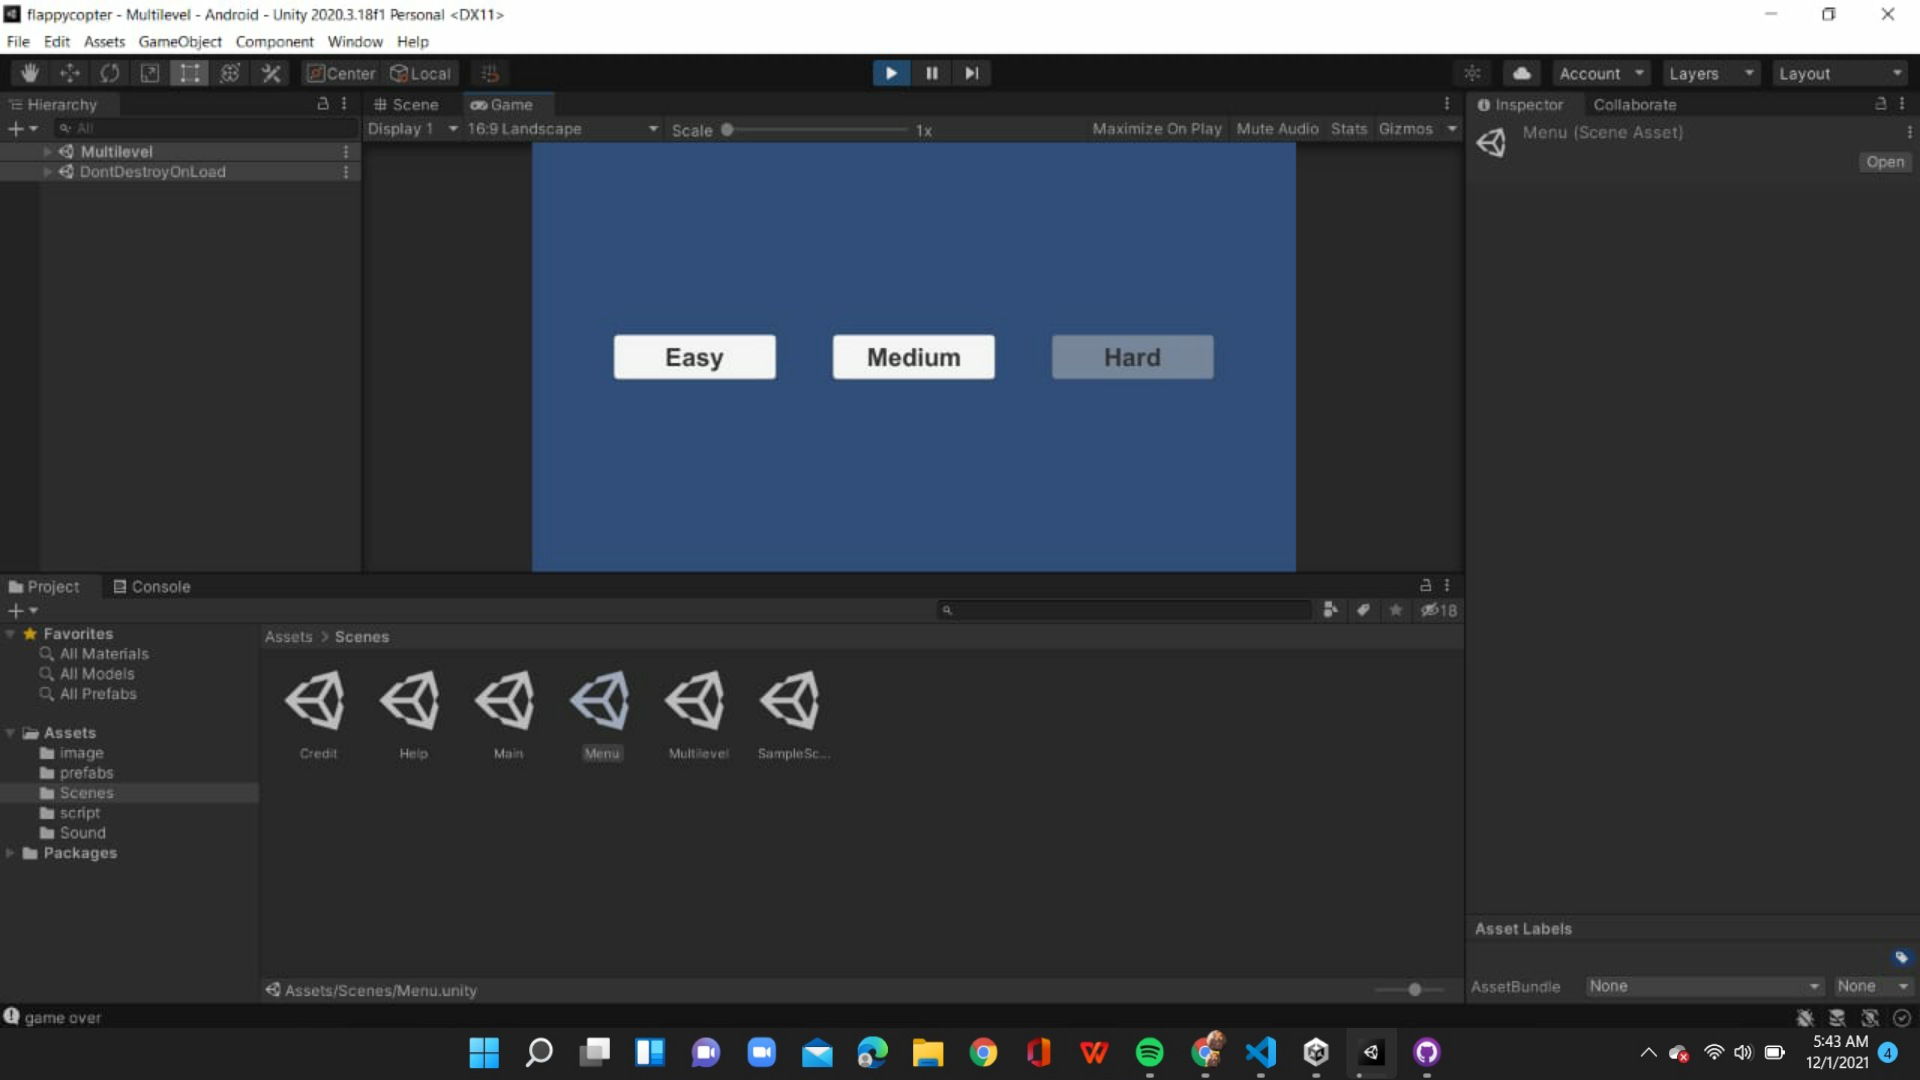 flappycopter - Multilevel - Android - Unity 2020.3.18f1 Personal <DX11>
File Edit Assets GameObject Component Window Help
Center Local Account Layers Layout
Hierarchy Scene Game Inspector Collaborate
All Display 1 16:9 Landscape Scale 1x Maximize On Play Mute Audio Stats Gizmos
Menu (Scene Asset)
Open
Multilevel
DontDestroyOnLoad
Easy Medium Hard
Project Console
18
Favorites
All Materials
All Models
All Prefabs
Assets
image
prefabs
Scenes
script
Sound
Packages
Assets > Scenes
Credit Help Main Menu Multilevel SampleSc...
Assets/Scenes/Menu.unity
Asset Labels
AssetBundle None None
game over
5:43 AM
12/1/2021 4